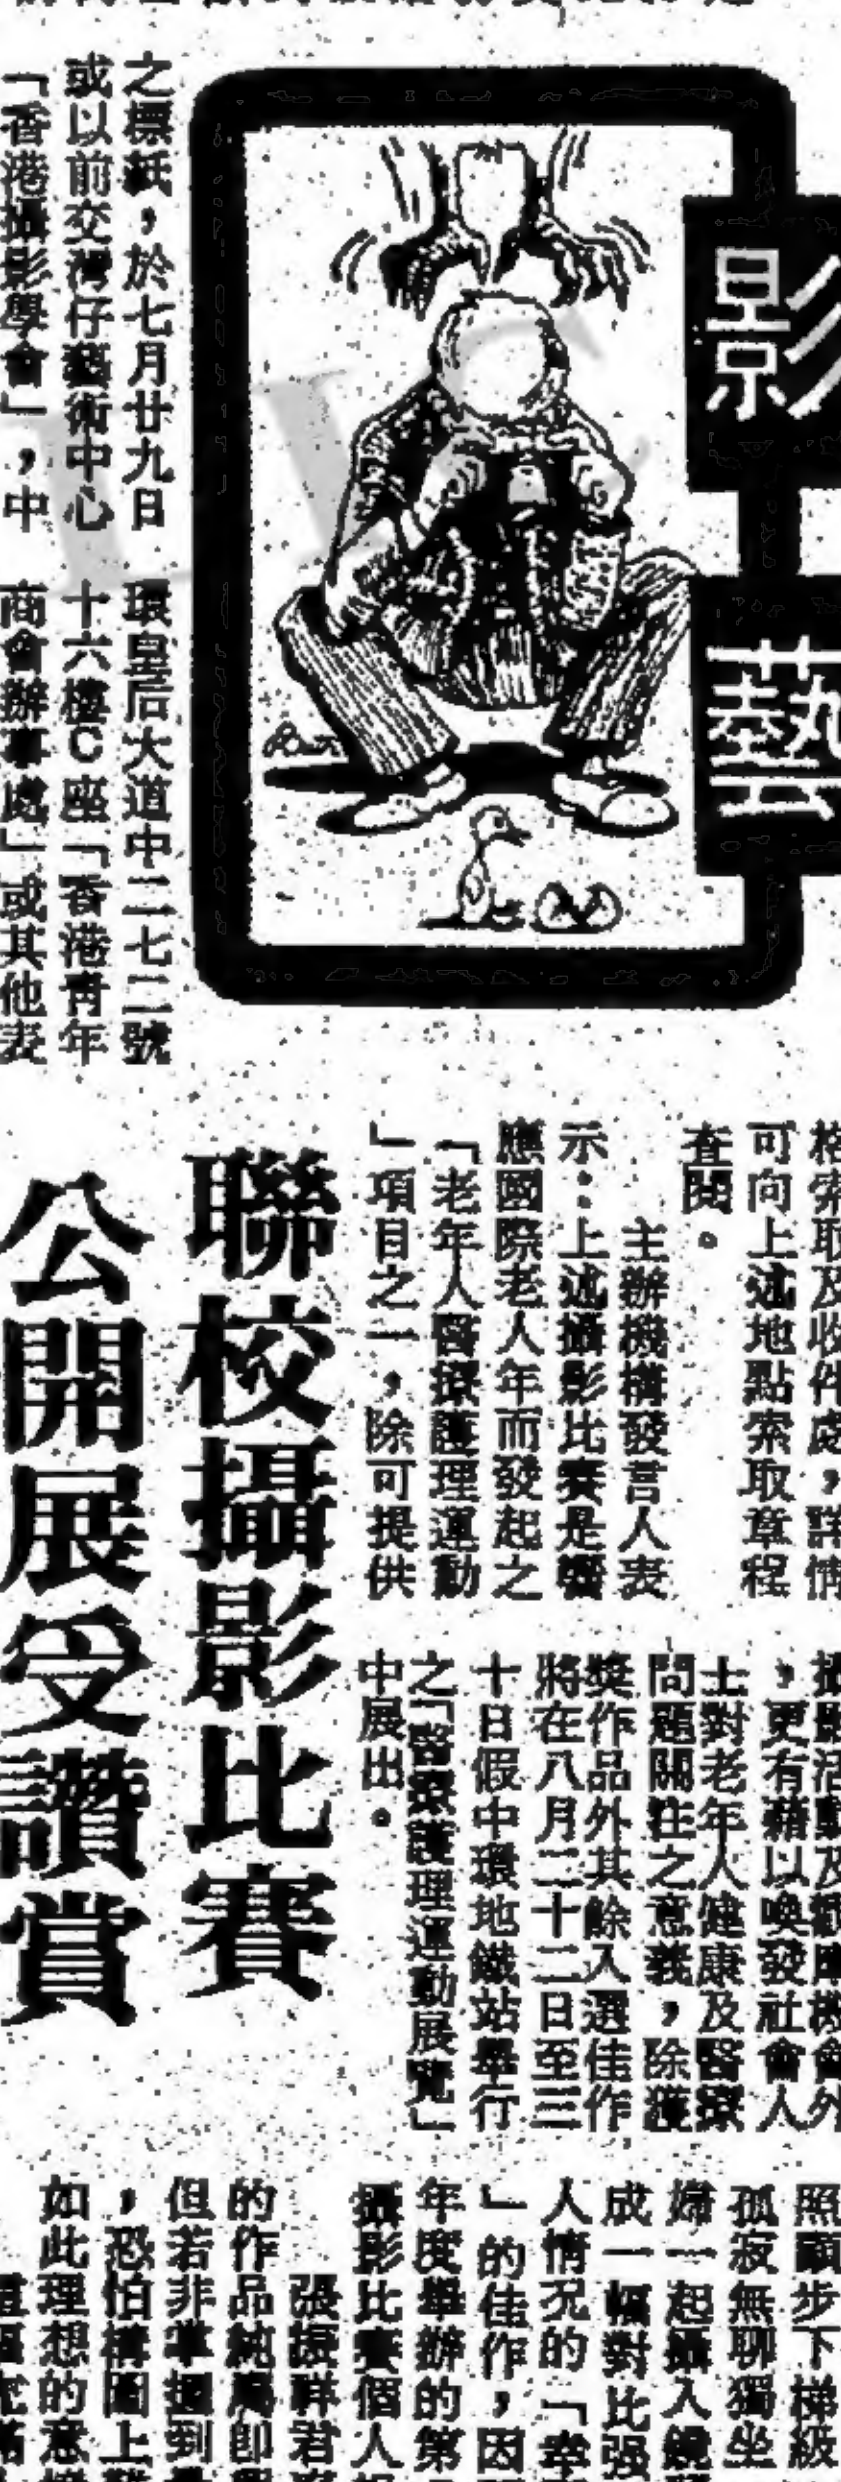 影
藝
之標紙，於七月廿九日
或以前交灣仔藝術中心
「香港攝影學會」，中
環皇后大道中二七二號
十六樓C座「香港青年
商會辦事處」或其他表
格索取及收件處，詳情
可向上述地點索取章程
查閱。
主辦機構發言人表
示：上述攝影比賽是響
應國際老人年而發起之
「老年人醫療護理運動
」項目之一，除可提供
攝影活動及觀摩機會外
，更有藉以喚發社會人
士對老年人健康及醫療
問題關注之意義，除獲
獎作品外其餘入選佳作
將在八月二十二日至三
十日假中環地鐵站舉行
之「醫療護理運動展覽」
中展出。
聯校攝影比賽
公開展受讚賞
照顧步下梯級
孤寂無聊獨坐
婦一起攝入鏡
成一幅對比强
人情況的「幸
」的佳作，因
年度舉辦的第
攝影比賽個人
張振祥君
的作品純屬即
但若非掌握到
，恐怕構圖上
如此理想的意